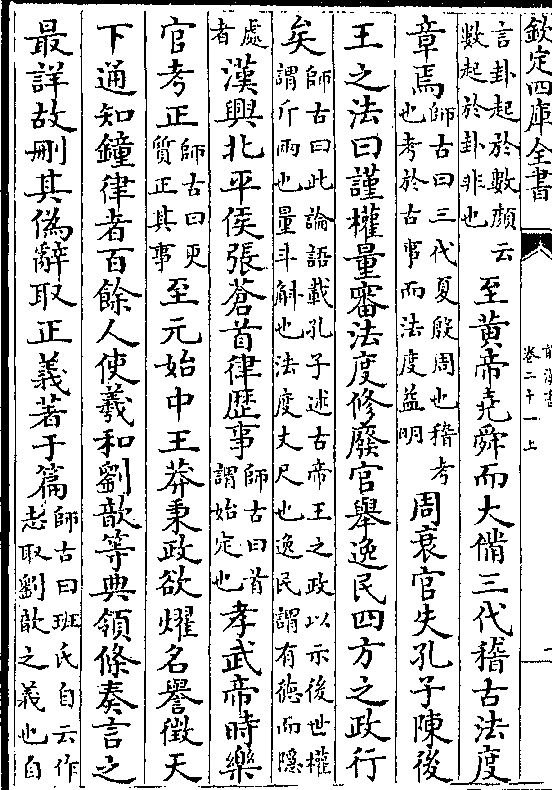 欽定四庫全書
前漢書
卷二十一上
言卦起於數顏云
數起於卦非也
至黃帝堯舜而大備三代稽古法度
章焉
師古曰三代夏殷周也稽考
也考於古事而法度益明
周衰官失孔子陳後
王之法曰謹權量審法度修廢官舉逸民四方之政行
矣
師古曰此論語載孔子述古帝王之政以示後世權
謂斤兩也量斗斛也法度丈尺也逸民謂有德而隱
處
者
漢興北平侯張蒼首律歷事
師古曰首
謂始定也
孝武帝時樂
官考正
師古曰更
質正其事
至元始中王莽秉政欲燿名譽徵天
下通知鐘律者百餘人使羲和劉歆等典領條奏言之
最詳故刪其偽辭取正義著于篇
師古曰班氏自云作
志取劉歆之義也自